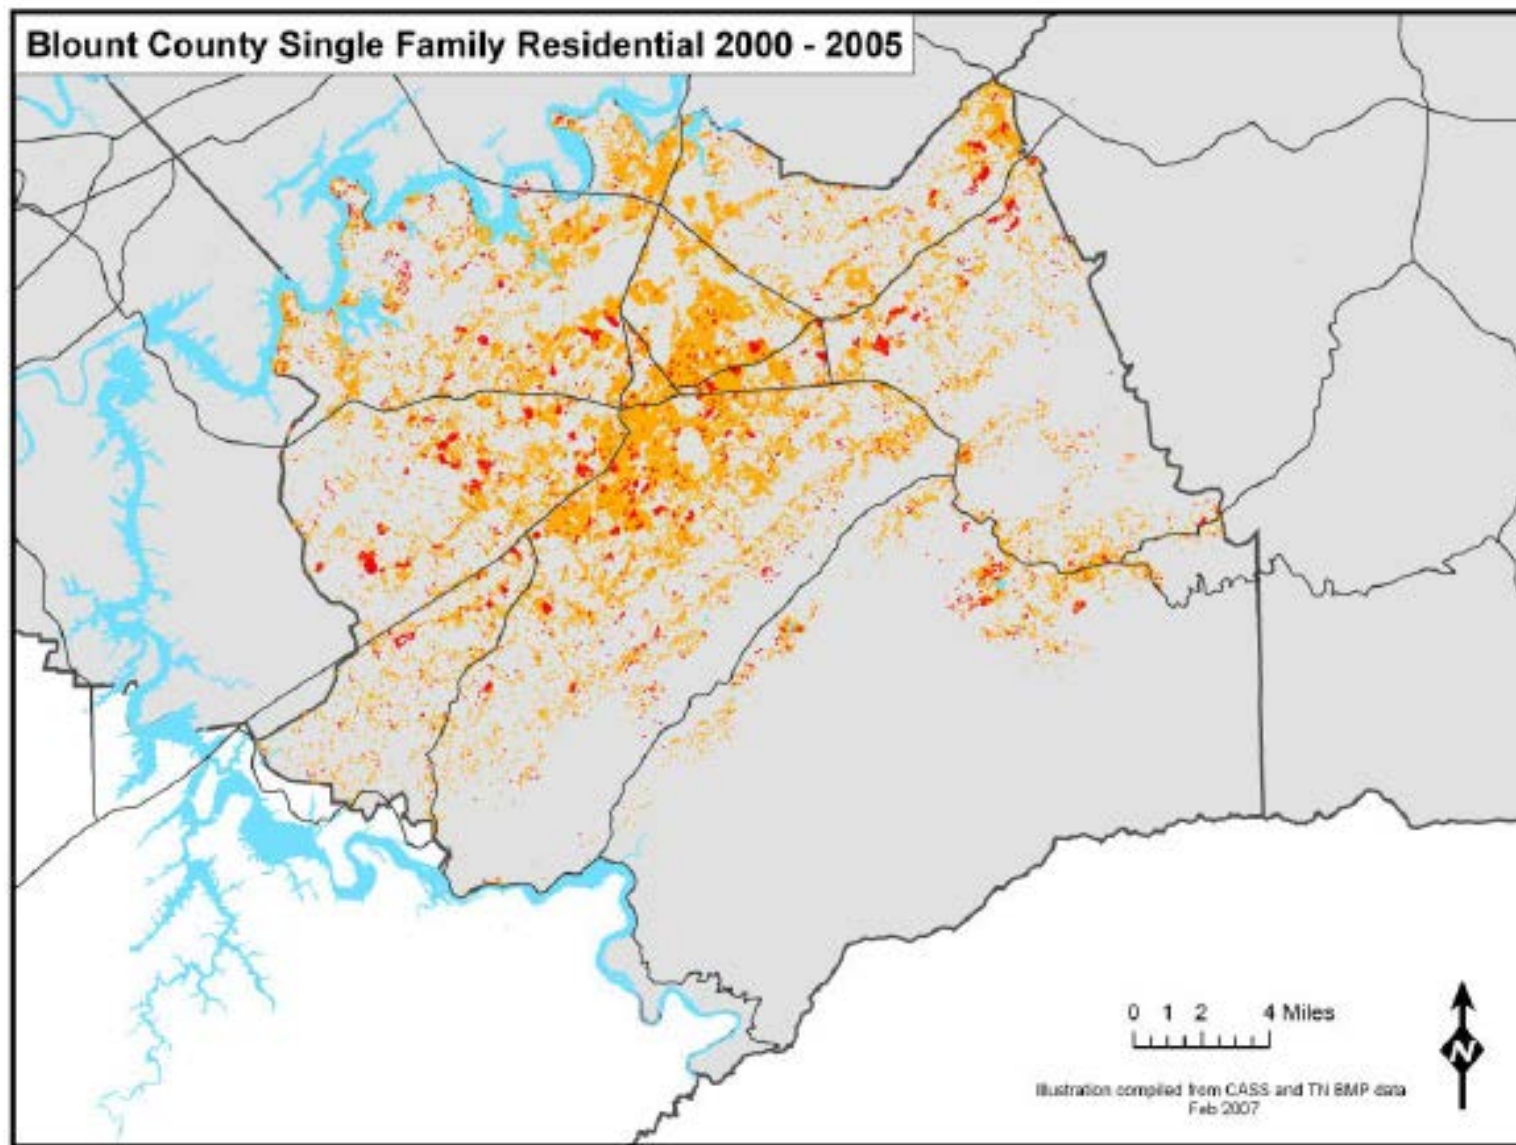 Blount County Single Family Residential 2000 - 2005
0 1 2 4 Miles
N
Illustration compiled from CASS and TN BMP data
Feb 2007